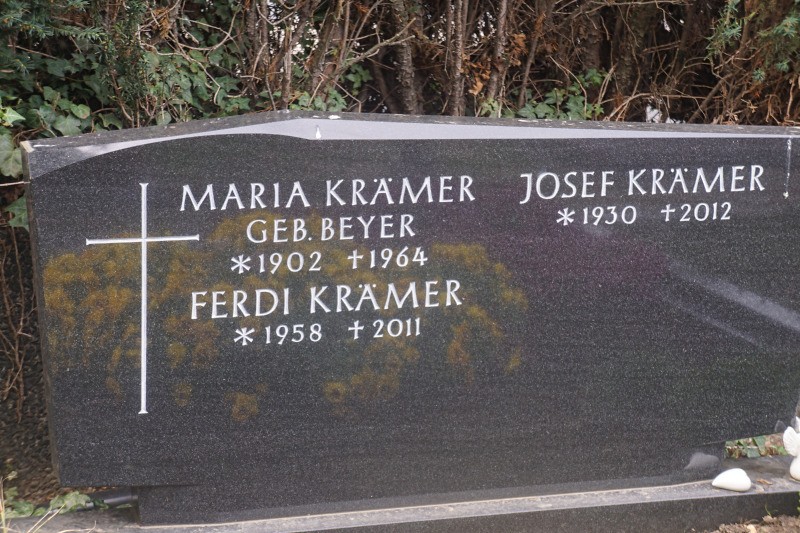 MARIA KRÄMER
GEB. BEYER
*1902 †1964
FERDI KRÄMER
*1958 †2011
JOSEF KRÄMER
*1930 †2012